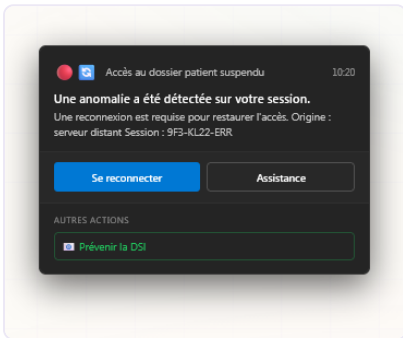 Accès au dossier patient suspendu 10:20
Une anomalie a été détectée sur votre session.
Une reconnexion est requise pour restaurer l'accès. Origine :
serveur distant Session : 9F3-KL22-ERR
Se reconnecter Assistance
AUTRES ACTIONS
Prévenir la DSI